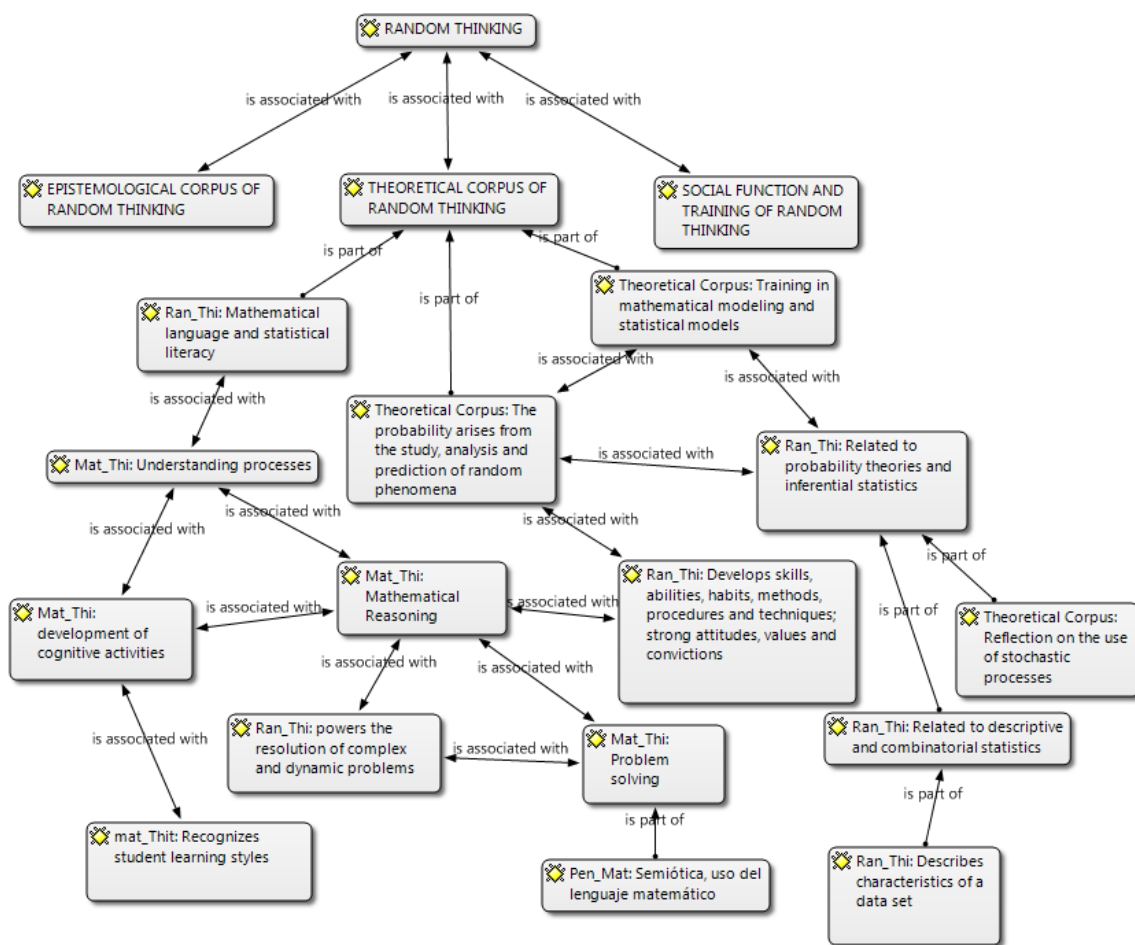 RANDOM THINKING
is associated with
is associated with
is associated with
EPISTEMOLOGICAL CORPUS OF
RANDOM THINKING
THEORETICAL CORPUS OF
RANDOM THINKING
SOCIAL FUNCTION AND
TRAINING OF RANDOM
THINKING
is part of
is part of
is part of
Ran_Thi: Mathematical
language and statistical
literacy
Theoretical Corpus: Training in
mathematical modeling and
statistical models
is associated with
is associated with
is associated with
Theoretical Corpus: The
probability arises from
the study, analysis and
prediction of random
phenomena
is associated with
Ran_Thi: Related to
probability theories and
inferential statistics
Mat_Thi: Understanding processes
is associated with
is associated with
is associated with
is part of
is part of
Mat_Thi:
Mathematical
Reasoning
Ran_Thi: Develops skills,
abilities, habits, methods,
procedures and techniques;
strong attitudes, values and
convictions
Mat_Thi:
development of
cognitive activities
is associated with
is associated with
Theoretical Corpus:
Reflection on the use
of stochastic
processes
is associated with
is associated with
is associated with
Ran_Thi: powers the
resolution of complex
and dynamic problems
is associated with
Mat_Thi:
Problem
solving
Ran_Thi: Related to descriptive
and combinatorial statistics
is part of
is part of
mat_Thit: Recognizes
student learning styles
Pen_Mat: Semiótica, uso del
lenguaje matemático
Ran_Thi: Describes
characteristics of a
data set